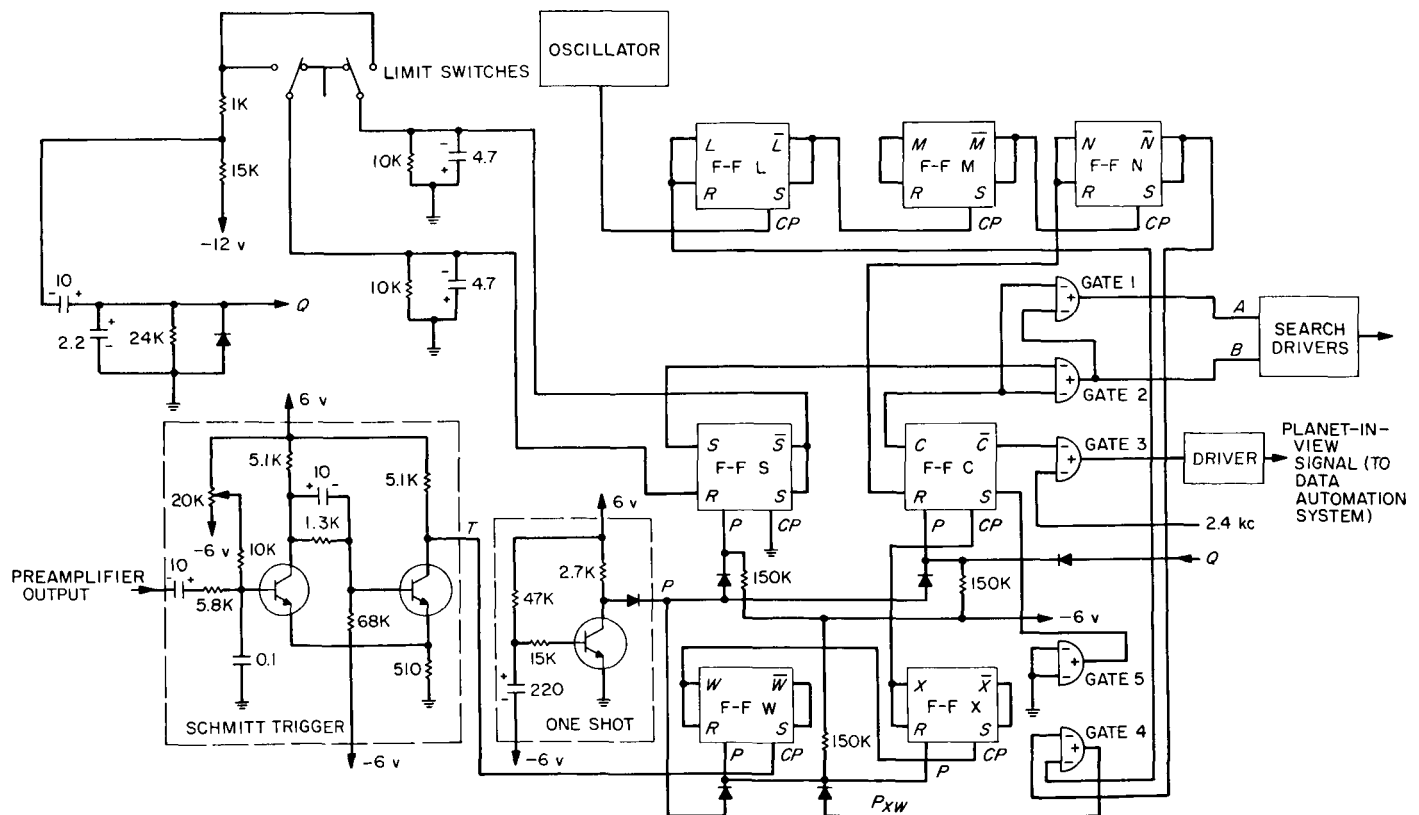 OSCILLATOR
LIMIT SWITCHES
1K
15K
-12 v
10K
- 4.7
+
10K
- 4.7
+
10
- +
2.2
+
-
24K
Q
L L̅
F-F L
R S
CP
M M̅
F-F M
R S
CP
N N̅
F-F N
R S
CP
GATE 1
A
B
SEARCH
DRIVERS
GATE 2
S S̅
F-F S
R
P CP
C C̅
F-F C
R S
P CP
GATE 3
DRIVER
PLANET-IN-
VIEW
SIGNAL (TO
DATA
AUTOMATION
SYSTEM)
2.4 kc
Q
150K
150K
-6 v
6 v
5.1K
10
+ -
5.1K
20K
1.3K
T
-6 v
10K
PREAMPLIFIER
OUTPUT
10
- +
5.8K
68K
0.1
510
SCHMITT TRIGGER
-6 v
6 v
2.7K
47K
P
15K
+
220
-
ONE SHOT
-6 v
W W̅
F-F W
R S
P CP
X X̅
F-F X
R S
P CP
150K
PXW
GATE 5
GATE 4